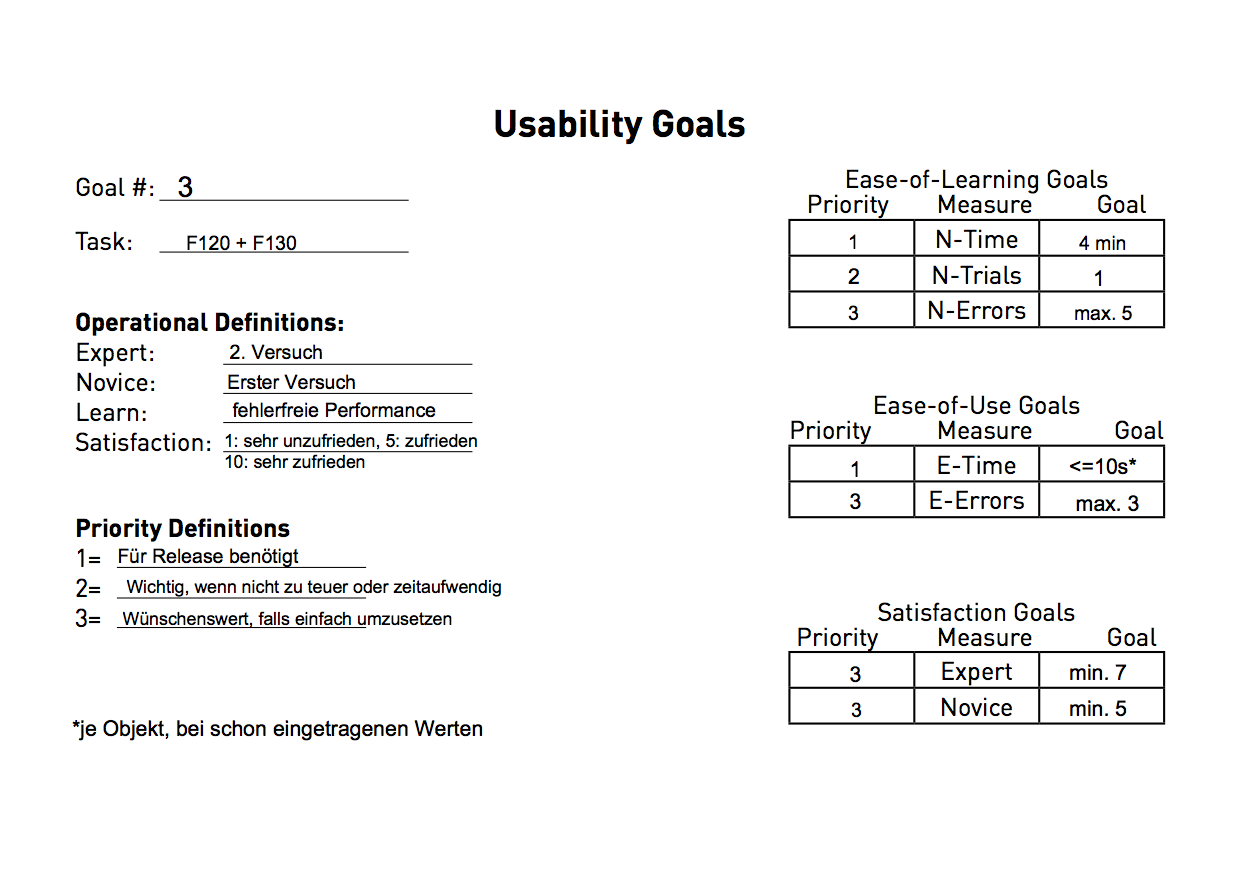 Usability Goals
Goal #: 3
Task: F120 + F130
Operational Definitions:
Expert: 2. Versuch
Novice: Erster Versuch
Learn: fehlerfreie Performance
Satisfaction: 1: sehr unzufrieden, 5: zufrieden
10: sehr zufrieden
Priority Definitions
1= Für Release benötigt
2= Wichtig, wenn nicht zu teuer oder zeitaufwendig
3= Wünschenswert, falls einfach umzusetzen
*je Objekt, bei schon eingetragenen Werten
Ease-of-Learning Goals
Priority Measure Goal
1 N-Time 4 min
2 N-Trials 1
3 N-Errors max. 5
Ease-of-Use Goals
Priority Measure Goal
1 E-Time <=10s*
3 E-Errors max. 3
Satisfaction Goals
Priority Measure Goal
3 Expert min. 7
3 Novice min. 5